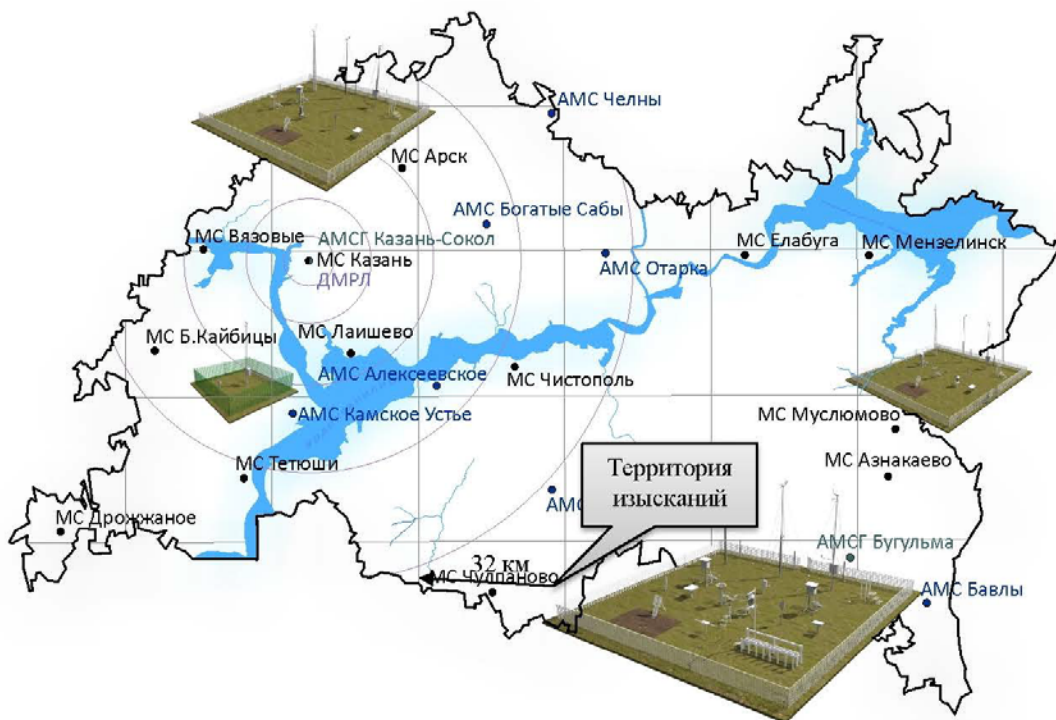 АМС Челны
МС Арск
АМС Богатые Сабы
АМСГ Казань-Сокол
МС Вязовые
МС Казань
ДМРЛ
АМС Отарка
МС Елабуга
МС Мензелинск
МС Лаишево
МС Б.Кайбицы
АМС Алексеевское
МС Чистополь
АМС Камское Устье
МС Муслюмово
МС Тетюши
МС Азнакаево
Территория
изысканий
АМС
МС Дрожжаное
АМСГ Бугульма
32 км
МС Чулпаново
АМС Бавлы